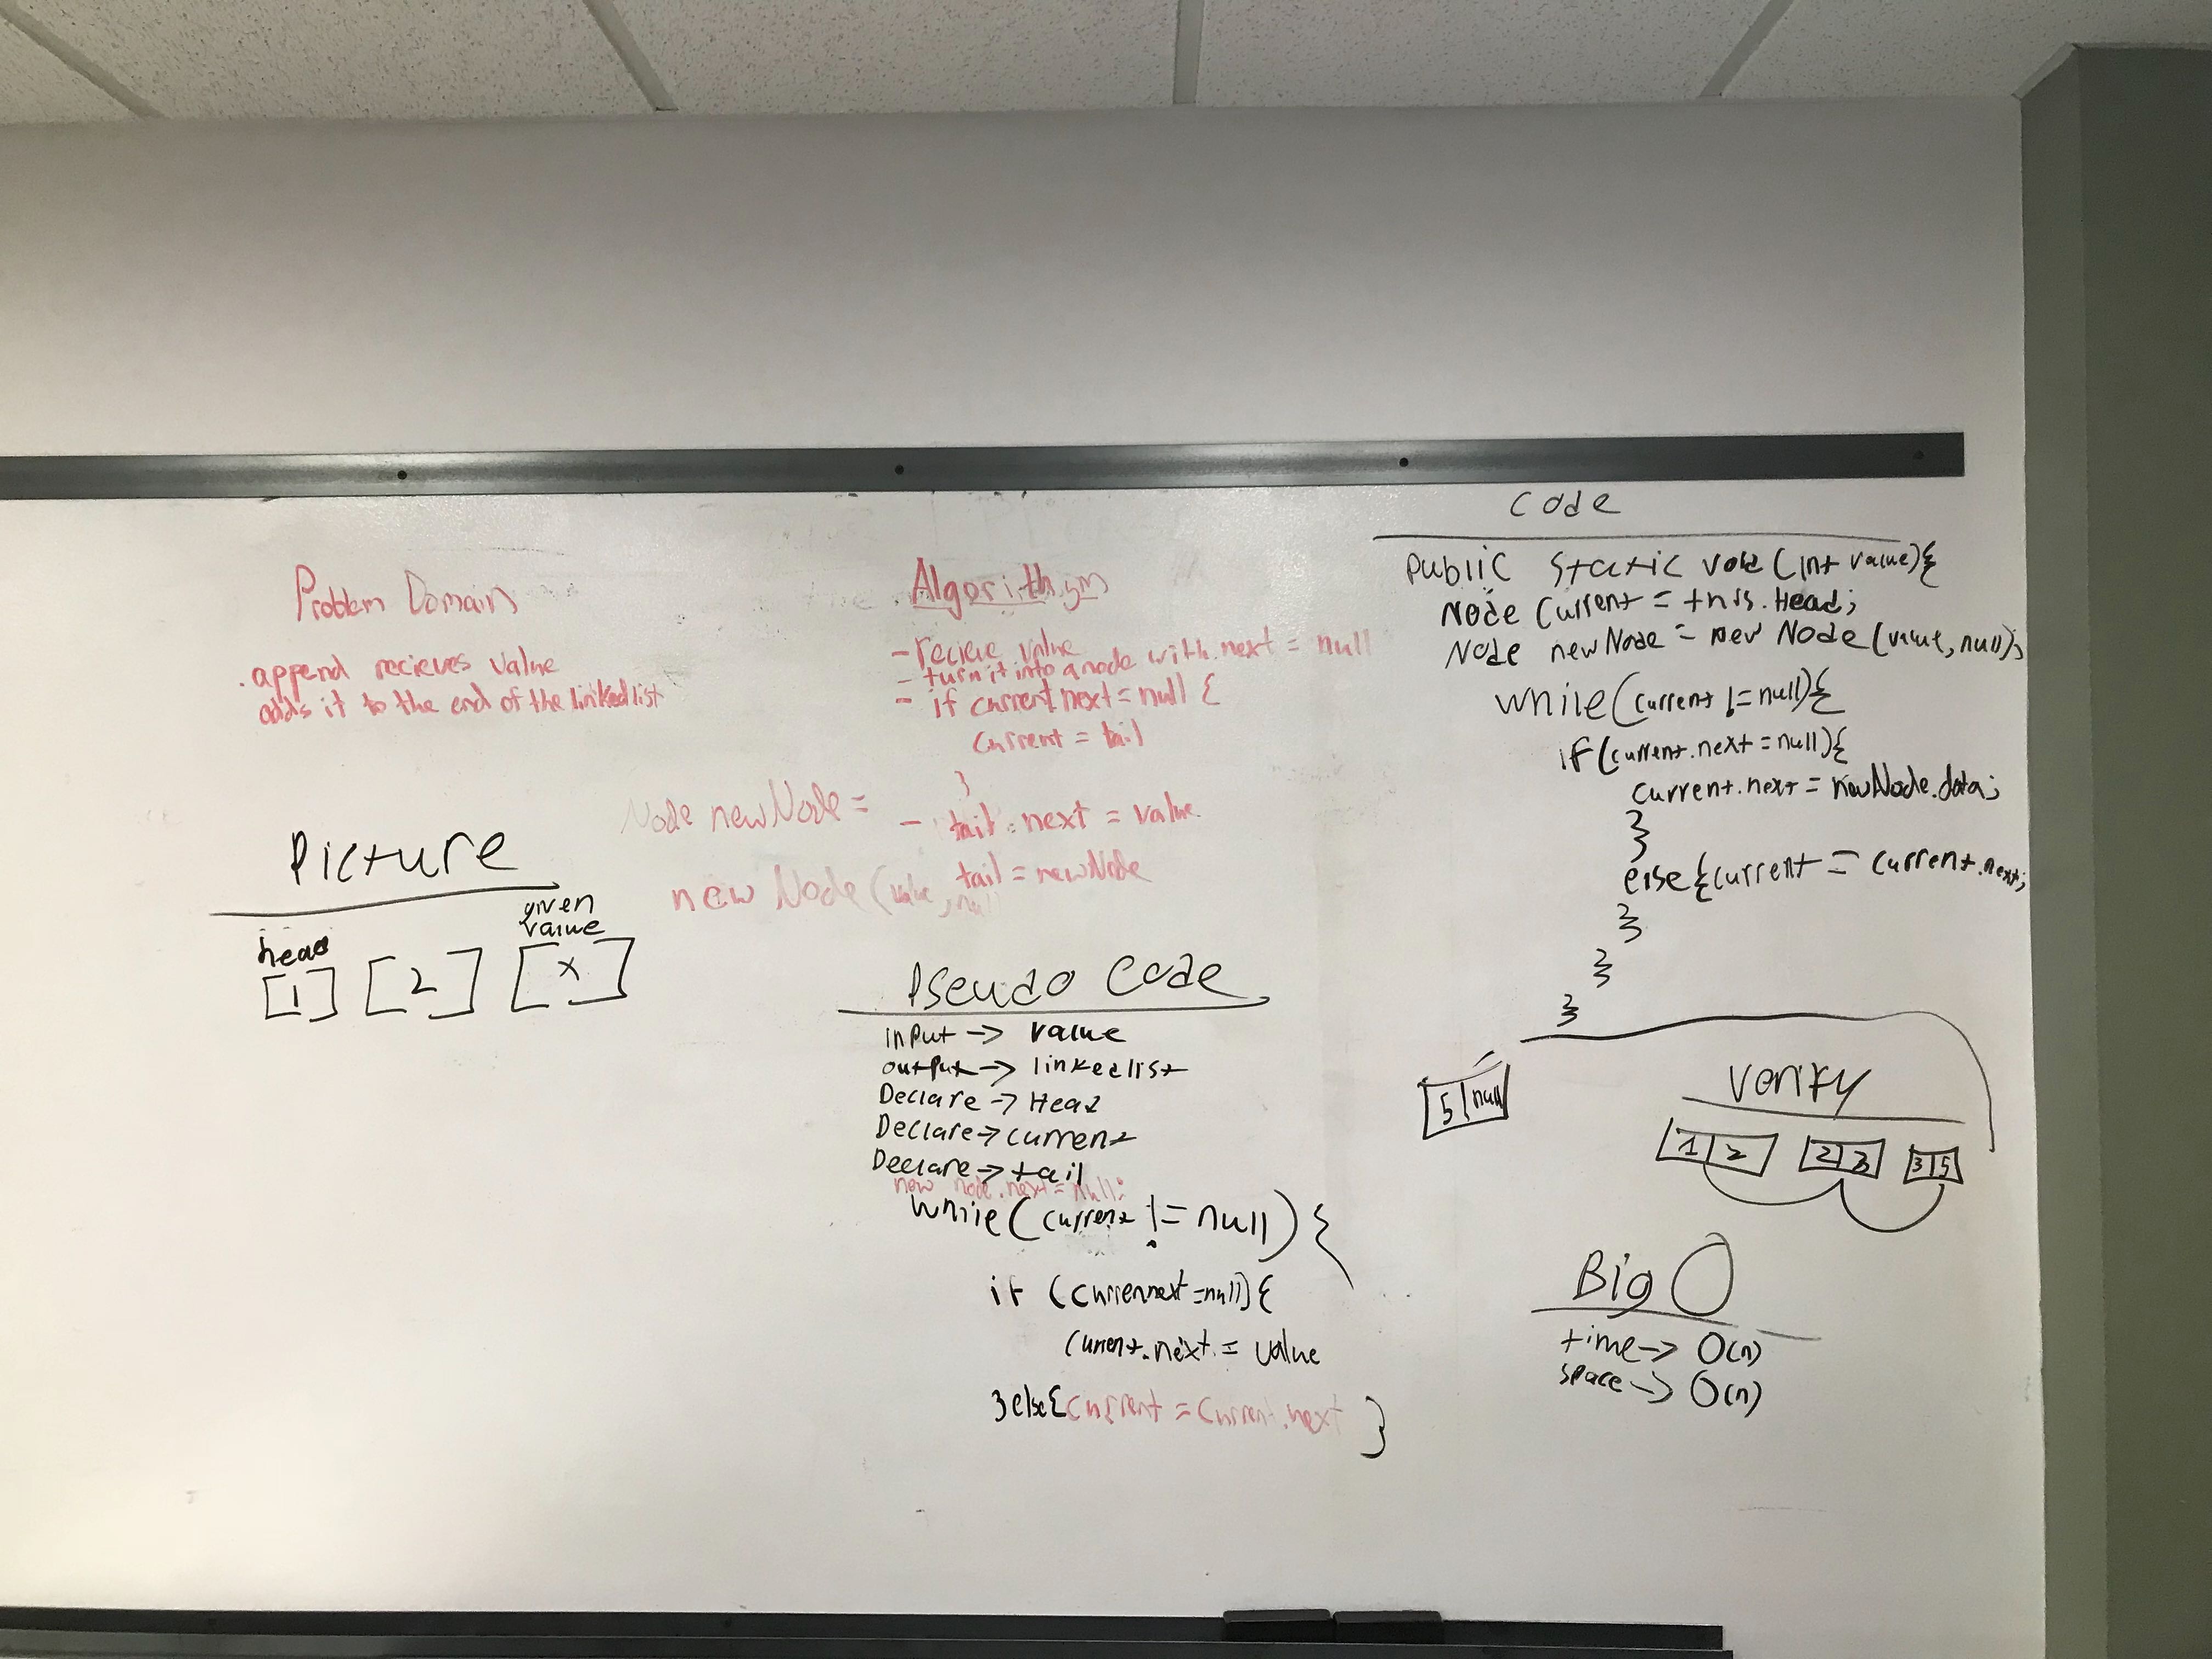 Problem Domain
.append recieves value
adds it to the end of the linkedlist
Picture
given
value
head
[1] [2] [x]
Algorithym
- recieve value
- turn it into a node with.next = null
- if current next = null {
current = tail
}
- tail.next = value
tail = newNode
Node newNode =
new Node(value, null
Pseudo Code
input -> value
output -> linkedlist
Declare -> Head
Declare -> current
Declare -> tail
new node.next = null;
while (current != null) {
if (current next = null) {
current.next = value
} else { current = current.next }
Code
public static void (int value) {
Node current = this.Head;
Node newNode = new Node (value, null);
while (current != null) {
if (current.next = null) {
current.next = newNode.data;
}
else { current = current.next;
}
}
}
5 | null
Verify
1 | 2 2 | 3 3 | 5
Big O
time -> O(n)
space -> O(n)